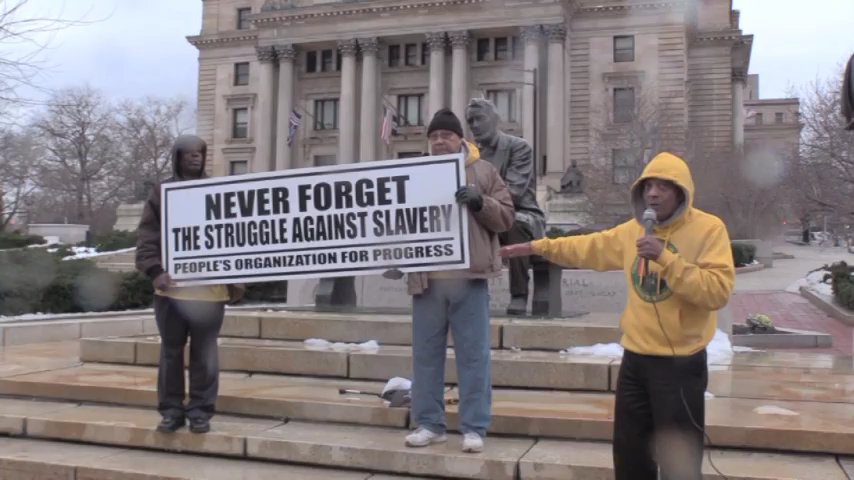 NEVER FORGET
THE STRUGGLE AGAINST SLAVERY
PEOPLE'S ORGANIZATION FOR PROGRESS